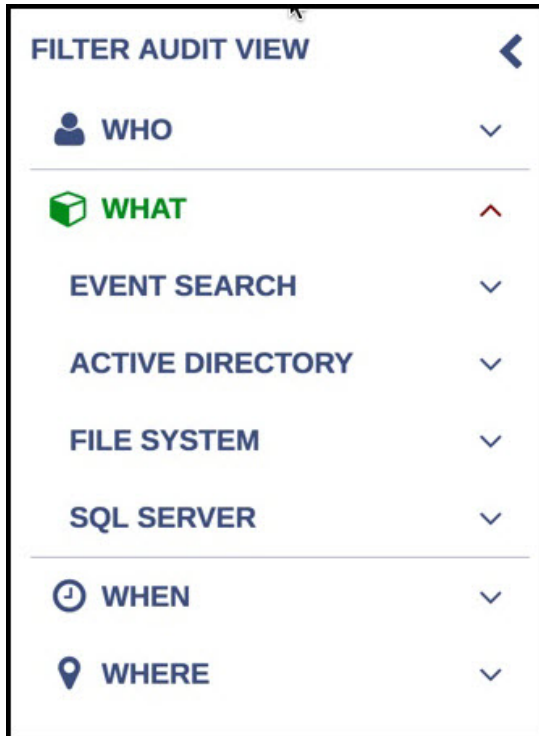 FILTER AUDIT VIEW
WHO
WHAT
EVENT SEARCH
ACTIVE DIRECTORY
FILE SYSTEM
SQL SERVER
WHEN
WHERE